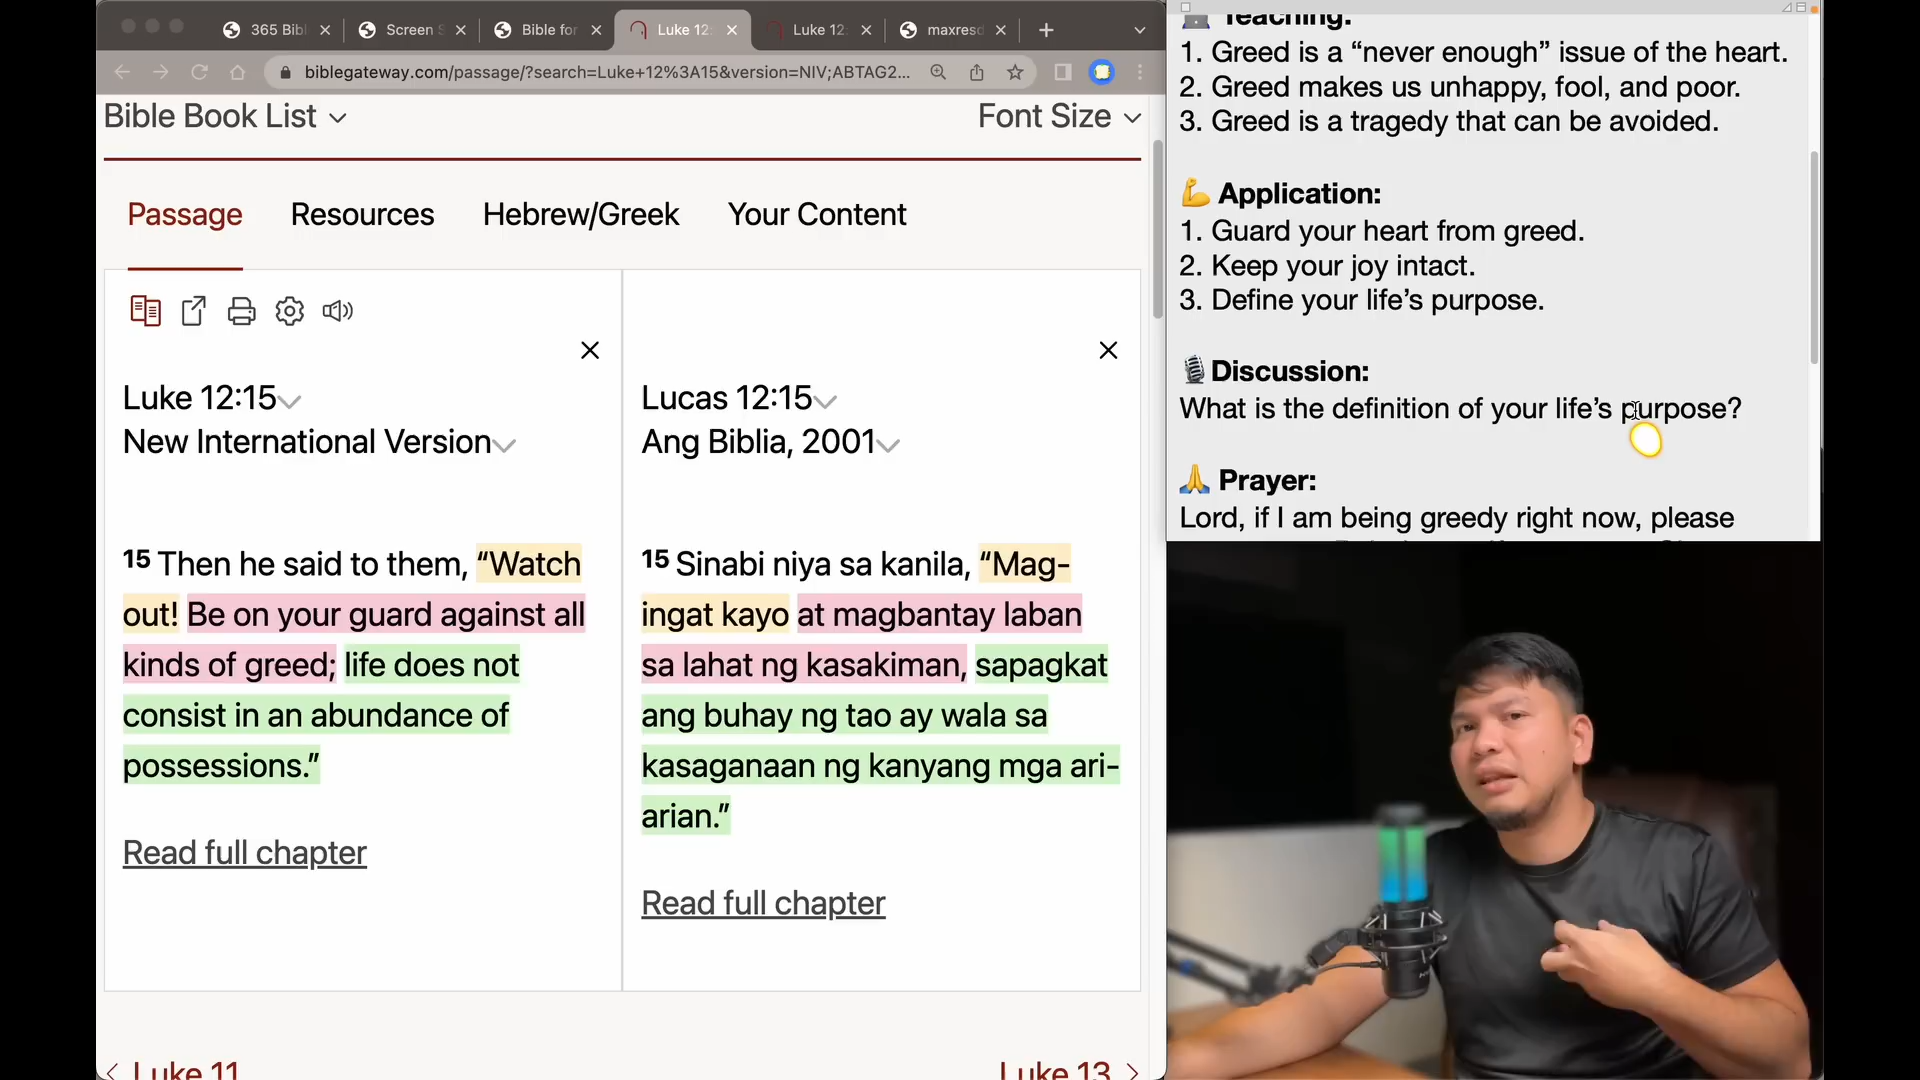 365 Bib
Screen
Bible for
Luke 12:
Luke 12:
maxresd
biblegateway.com/passage/?search=Luke+12%3A15&version=NIV;ABTAG2...
Bible Book List
Font Size
Passage
Resources
Hebrew/Greek
Your Content
Luke 12:15
New International Version
15 Then he said to them, “Watch
out! Be on your guard against all
kinds of greed; life does not
consist in an abundance of
possessions.”
Read full chapter
Lucas 12:15
Ang Biblia, 2001
15 Sinabi niya sa kanila, “Mag-
ingat kayo at magbantay laban
sa lahat ng kasakiman, sapagkat
ang buhay ng tao ay wala sa
kasaganaan ng kanyang mga ari-
arian.”
Read full chapter
Luke 11
Luke 13
Teaching:
1. Greed is a “never enough” issue of the heart.
2. Greed makes us unhappy, fool, and poor.
3. Greed is a tragedy that can be avoided.
💪 Application:
1. Guard your heart from greed.
2. Keep your joy intact.
3. Define your life’s purpose.
🎙Discussion:
What is the definition of your life’s purpose?
🙏 Prayer:
Lord, if I am being greedy right now, please